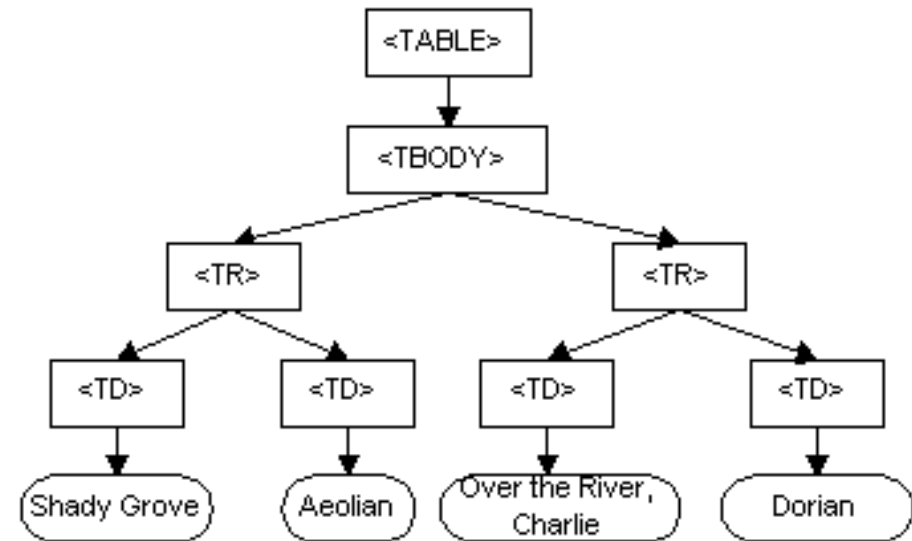 <TABLE>
<TBODY>
<TR>
<TR>
<TD>
<TD>
<TD>
<TD>
Shady Grove
Aeolian
Over the River,
Charlie
Dorian